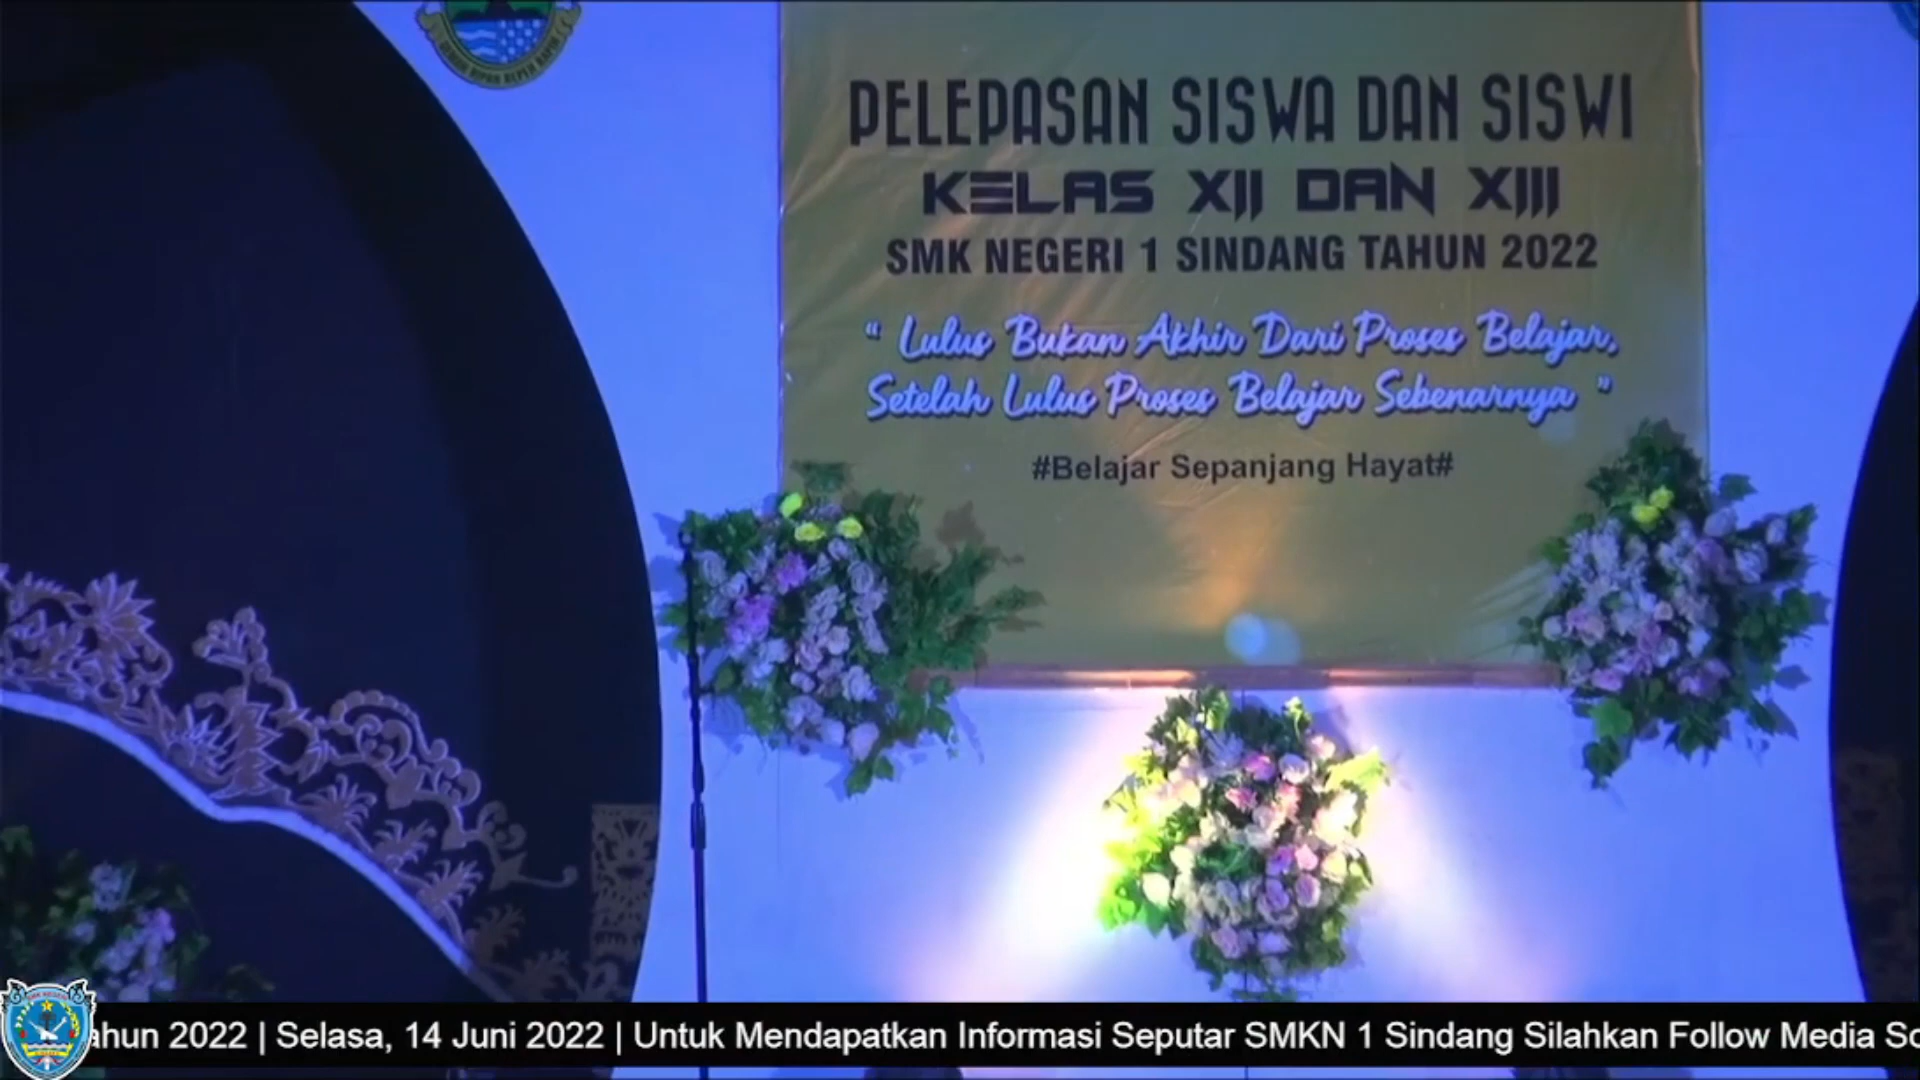 PELEPASAN SISWA DAN SISWI
KELAS XII DAN XIII
SMK NEGERI 1 SINDANG TAHUN 2022
“ Lulus Bukan Akhir Dari Proses Belajar,
Setelah Lulus Proses Belajar Sebenarnya ”
#Belajar Sepanjang Hayat#
ahun 2022 | Selasa, 14 Juni 2022 | Untuk Mendapatkan Informasi Seputar SMKN 1 Sindang Silahkan Follow Media So